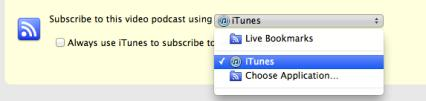 Subscribe to this video podcast using iTunes
Live Bookmarks
Always use iTunes to subscribe to
iTunes
Choose Application...